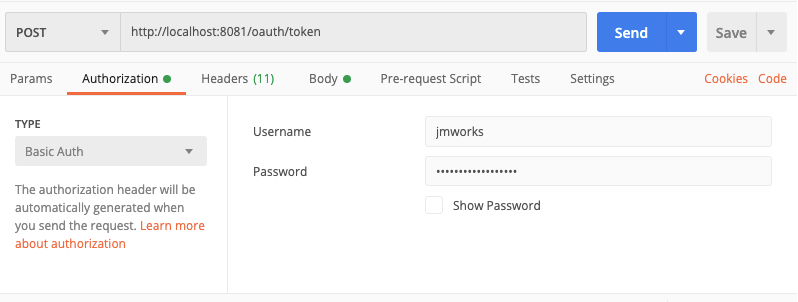 POST http://localhost:8081/oauth/token Send Save
Params Authorization Headers (11) Body Pre-request Script Tests Settings Cookies Code
TYPE
Basic Auth
The authorization header will be
automatically generated when
you send the request. Learn more
about authorization
Username jmworks
Password ••••••••••••••••••
Show Password